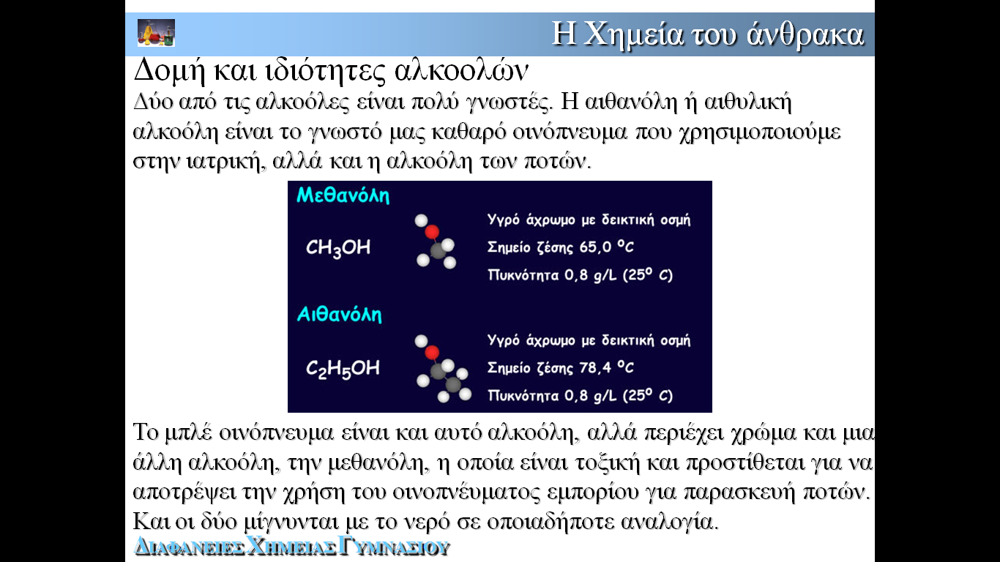 Η Χημεία του άνθρακα
Δομή και ιδιότητες αλκοολών
Δύο από τις αλκοόλες είναι πολύ γνωστές. Η αιθανόλη ή αιθυλική
αλκοόλη είναι το γνωστό μας καθαρό οινόπνευμα που χρησιμοποιούμε
στην ιατρική, αλλά και η αλκοόλη των ποτών.
Μεθανόλη
CH₃OH
Υγρό άχρωμο με δεικτική οσμή
Σημείο ζέσης 65,0 ºC
Πυκνότητα 0,8 g/L (25º C)
Αιθανόλη
C₂H₅OH
Υγρό άχρωμο με δεικτική οσμή
Σημείο ζέσης 78,4 ºC
Πυκνότητα 0,8 g/L (25º C)
Το μπλέ οινόπνευμα είναι και αυτό αλκοόλη, αλλά περιέχει χρώμα και μια
άλλη αλκοόλη, την μεθανόλη, η οποία είναι τοξική και προστίθεται για να
αποτρέψει την χρήση του οινοπνέυματος εμπορίου για παρασκευή ποτών.
Και οι δύο μίγνυνται με το νερό σε οποιαδήποτε αναλογία.
ΔΙΑΦΑΝΕΙΕΣ ΧΗΜΕΙΑΣ ΓΥΜΝΑΣΙΟΥ